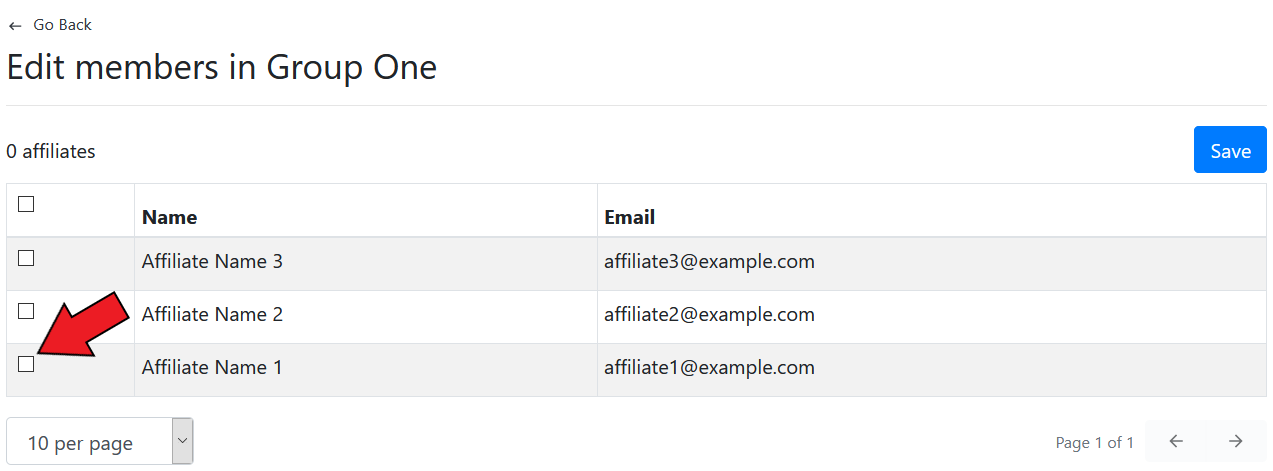 Go Back
Edit members in Group One
0 affiliates
Save
Name Email
Affiliate Name 3 affiliate3@example.com
Affiliate Name 2 affiliate2@example.com
Affiliate Name 1 affiliate1@example.com
10 per page
Page 1 of 1